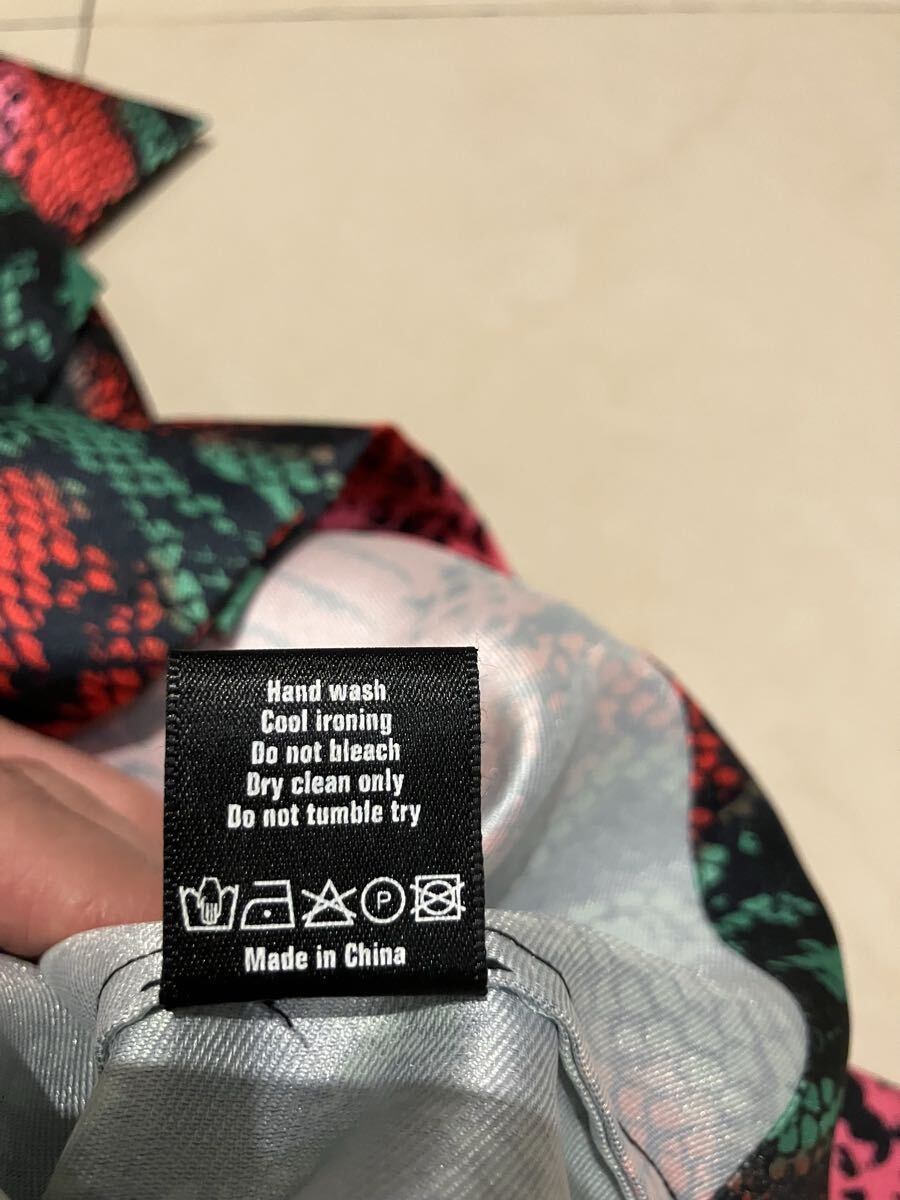 Hand wash
Cool ironing
Do not bleach
Dry clean only
Do not tumble try
P
Made in China